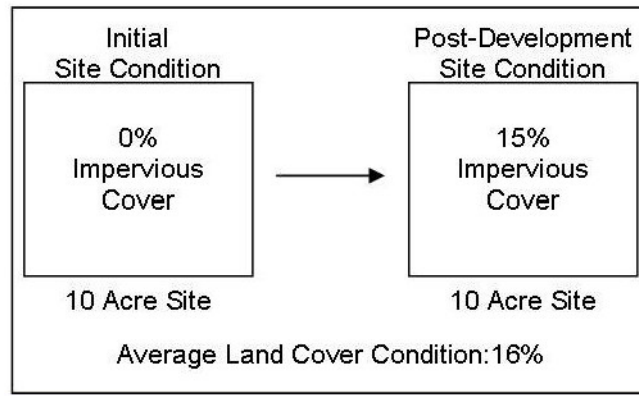 Initial
Site Condition
0%
Impervious
Cover
10 Acre Site
Post-Development
Site Condition
15%
Impervious
Cover
10 Acre Site
Average Land Cover Condition:16%